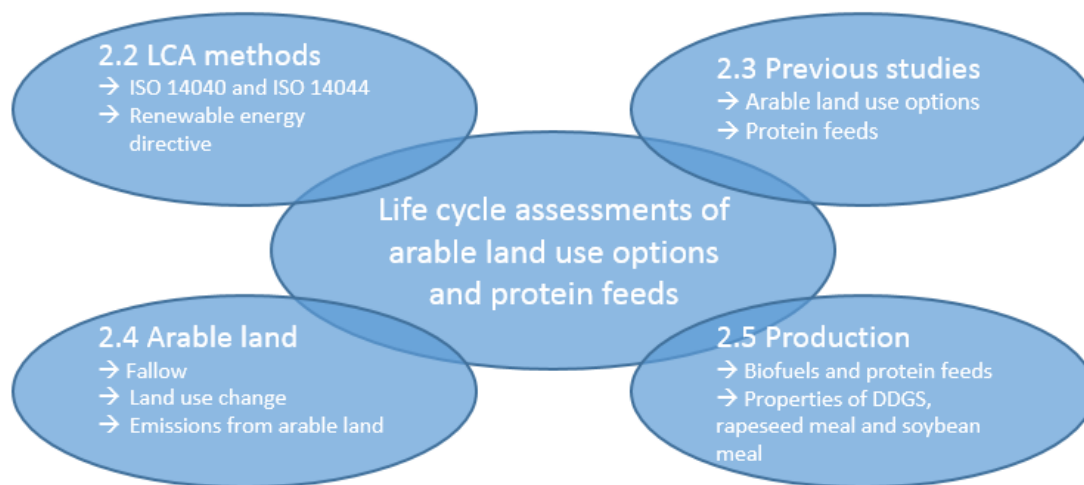 2.2 LCA methods
→ ISO 14040 and ISO 14044
→ Renewable energy
directive
2.3 Previous studies
→ Arable land use options
→ Protein feeds
Life cycle assessments of
arable land use options
and protein feeds
2.4 Arable land
→ Fallow
→ Land use change
→ Emissions from arable land
2.5 Production
→ Biofuels and protein feeds
→ Properties of DDGS,
rapeseed meal and soybean
meal